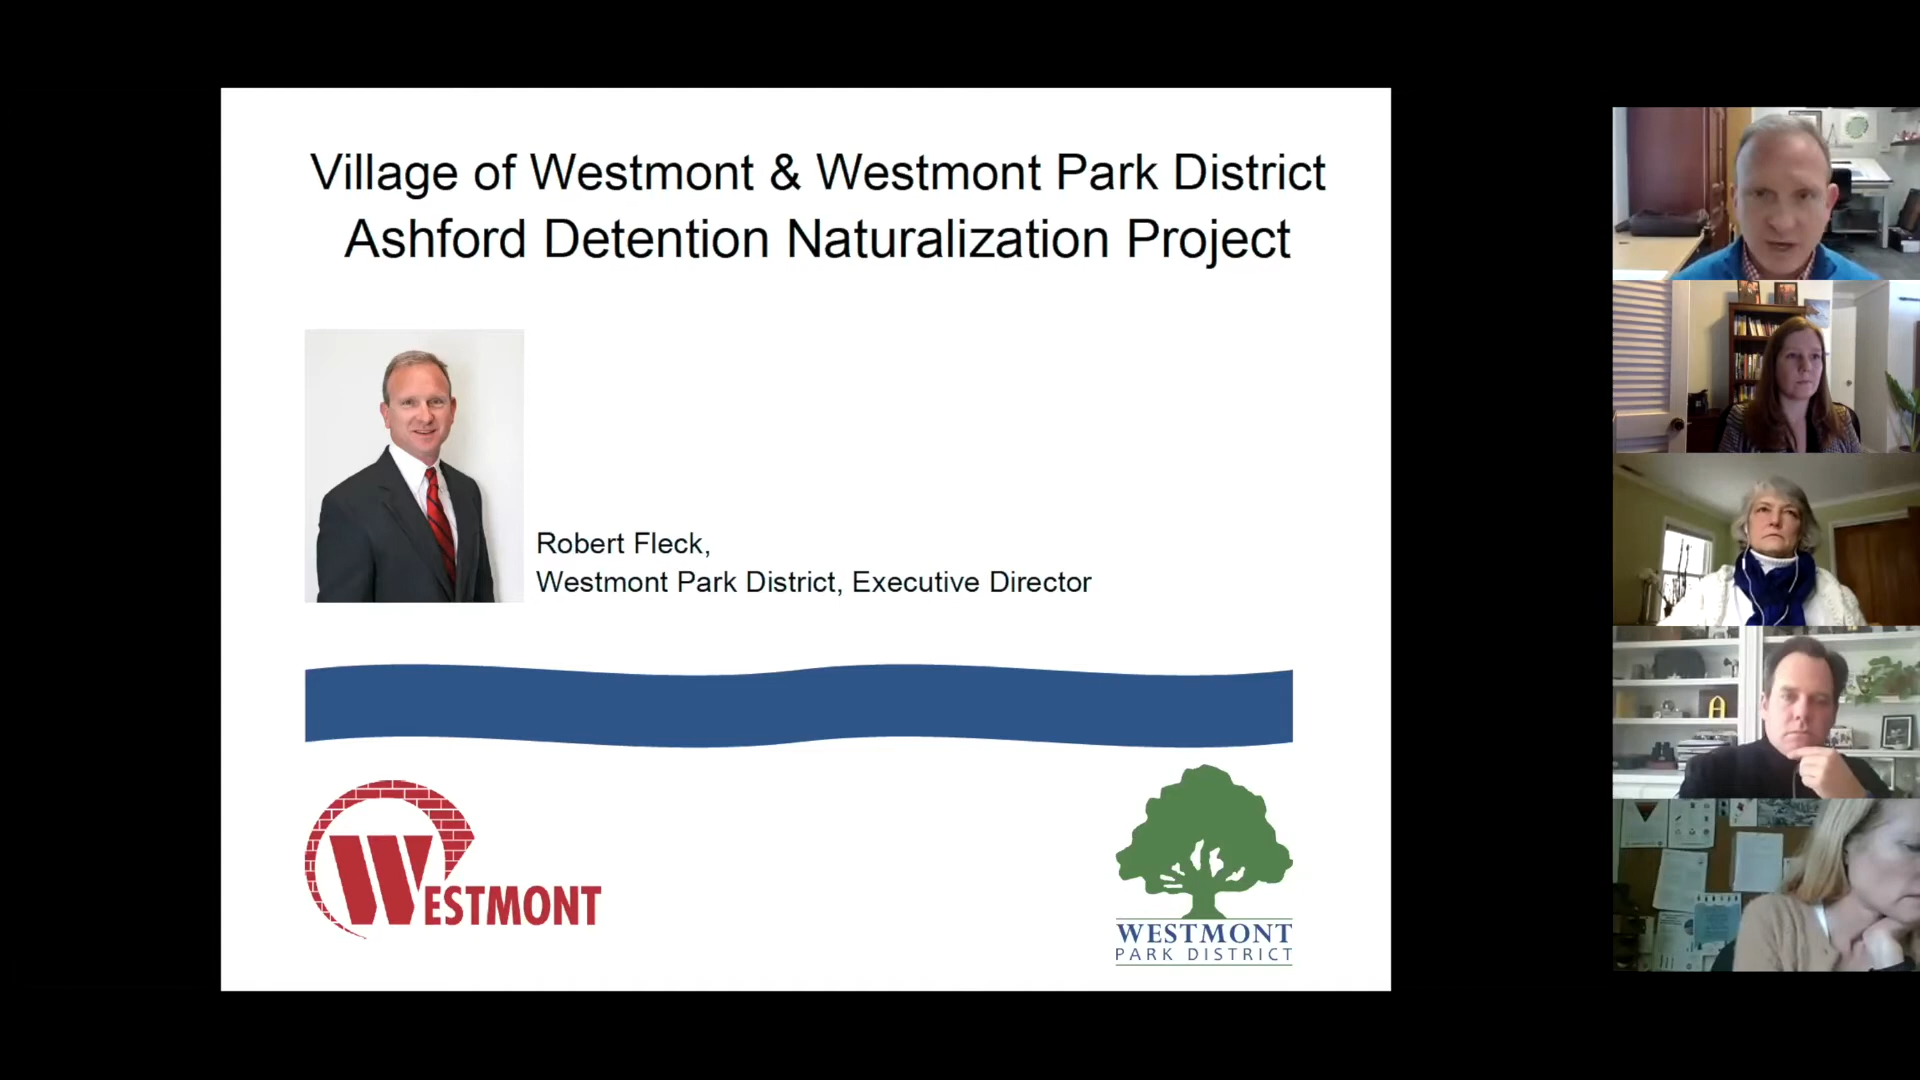 Village of Westmont & Westmont Park District
Ashford Detention Naturalization Project
Robert Fleck,
Westmont Park District, Executive Director
WESTMONT
WESTMONT
PARK DISTRICT